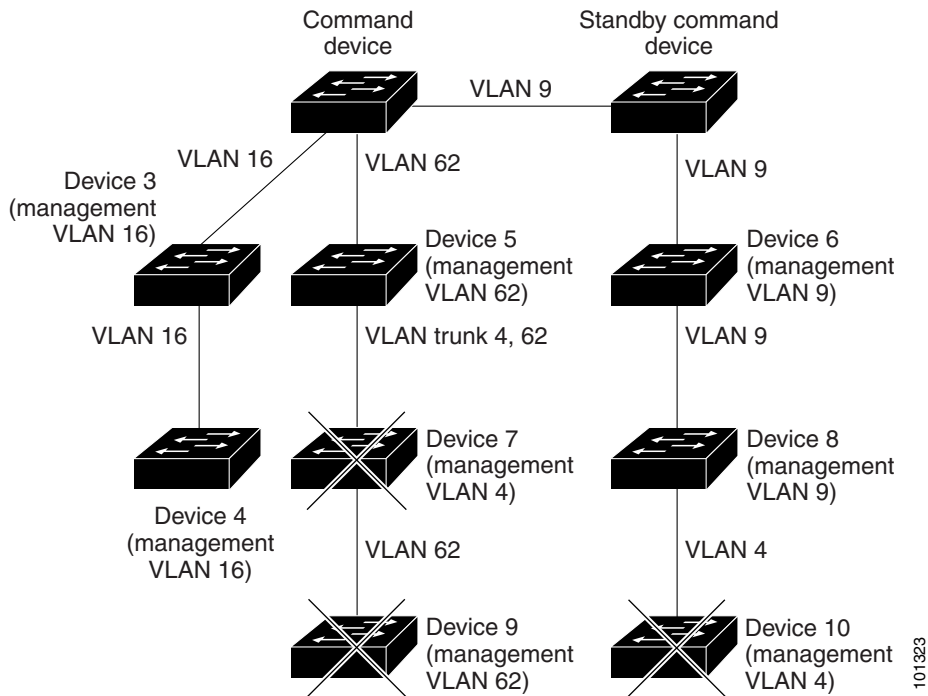 Command
device
Standby command
device
VLAN 9
VLAN 16
VLAN 62
VLAN 9
Device 3
(management
VLAN 16)
Device 5
(management
VLAN 62)
Device 6
(management
VLAN 9)
VLAN 16
VLAN trunk 4, 62
VLAN 9
Device 7
(management
VLAN 4)
Device 8
(management
VLAN 9)
Device 4
(management
VLAN 16)
VLAN 62
VLAN 4
Device 9
(management
VLAN 62)
Device 10
(management
VLAN 4)
101323